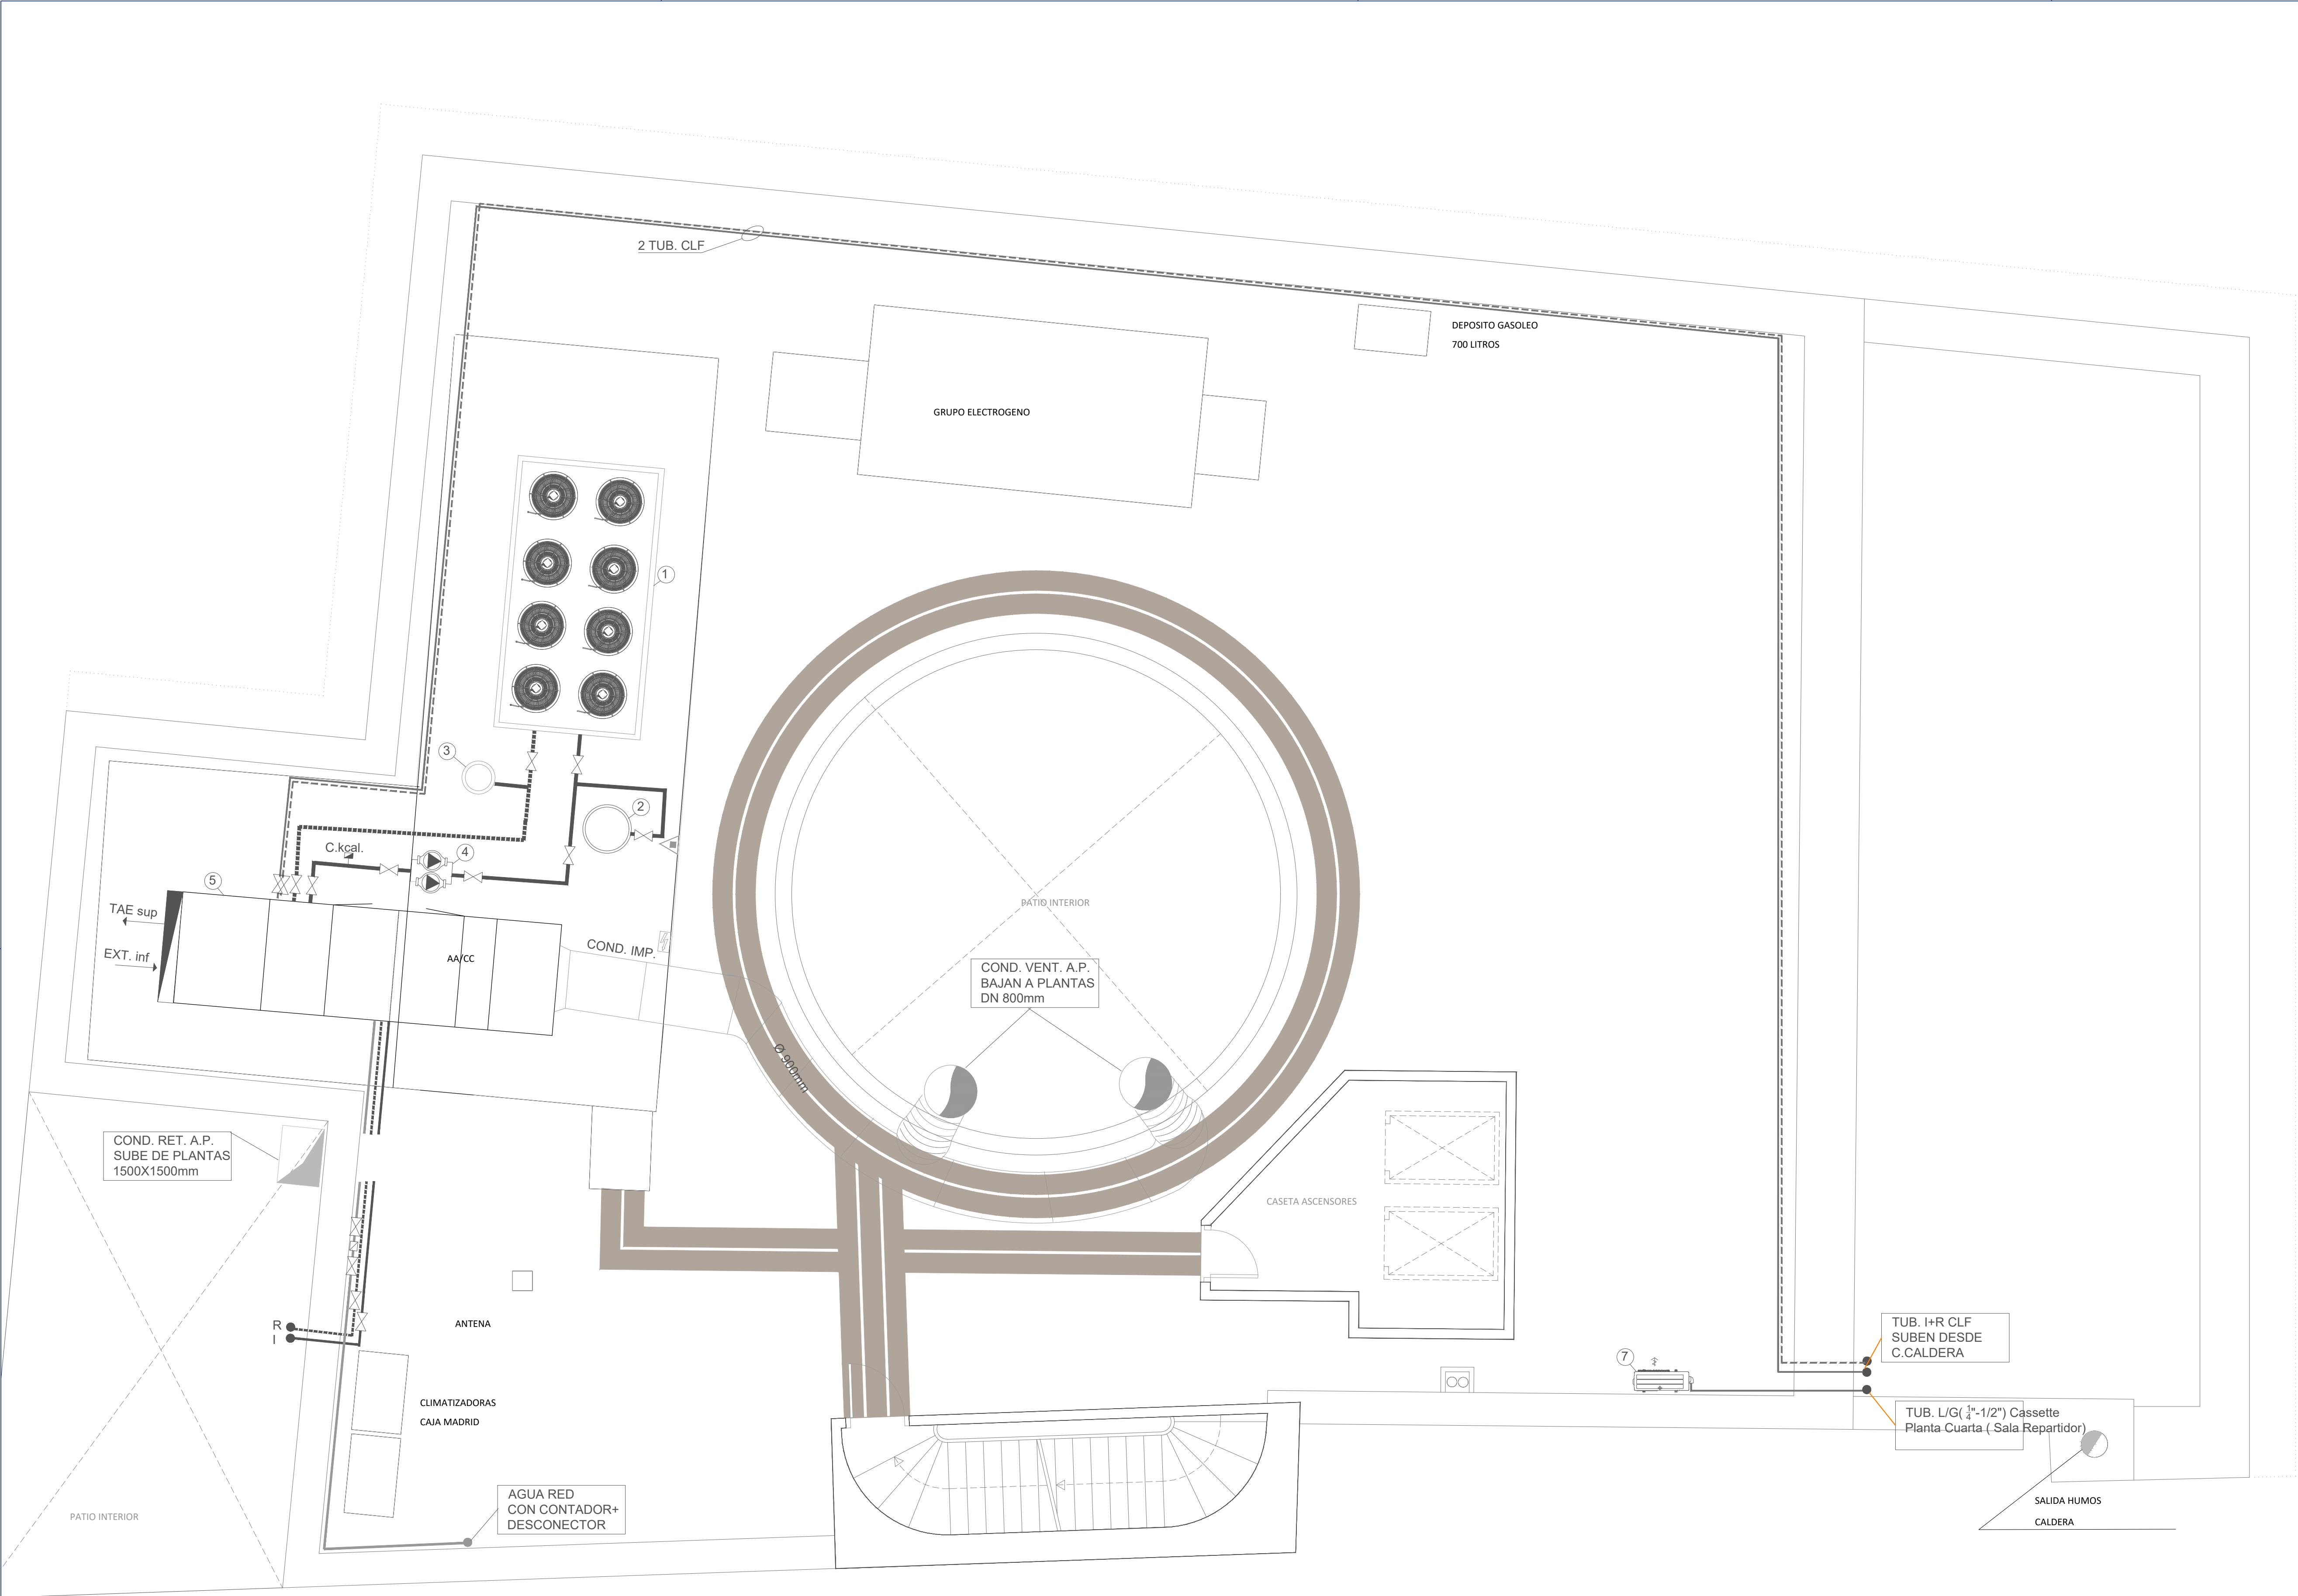 2 TUB. CLF
DEPOSITO GASOLEO
700 LITROS
GRUPO ELECTROGENO
1
3
2
C.kcal.
4
5
TAE sup
EXT. inf
AA/CC
COND. IMP.
PATIO INTERIOR
COND. VENT. A.P.
BAJAN A PLANTAS
DN 800mm
Ø 900mm
COND. RET. A.P.
SUBE DE PLANTAS
1500X1500mm
CASETA ASCENSORES
R
I
ANTENA
TUB. I+R CLF
SUBEN DESDE
C.CALDERA
7
CLIMATIZADORAS
CAJA MADRID
TUB. L/G( 1/4"-1/2") Cassette
Planta Cuarta ( Sala Repartidor)
AGUA RED
CON CONTADOR+
DESCONECTOR
PATIO INTERIOR
SALIDA HUMOS
CALDERA